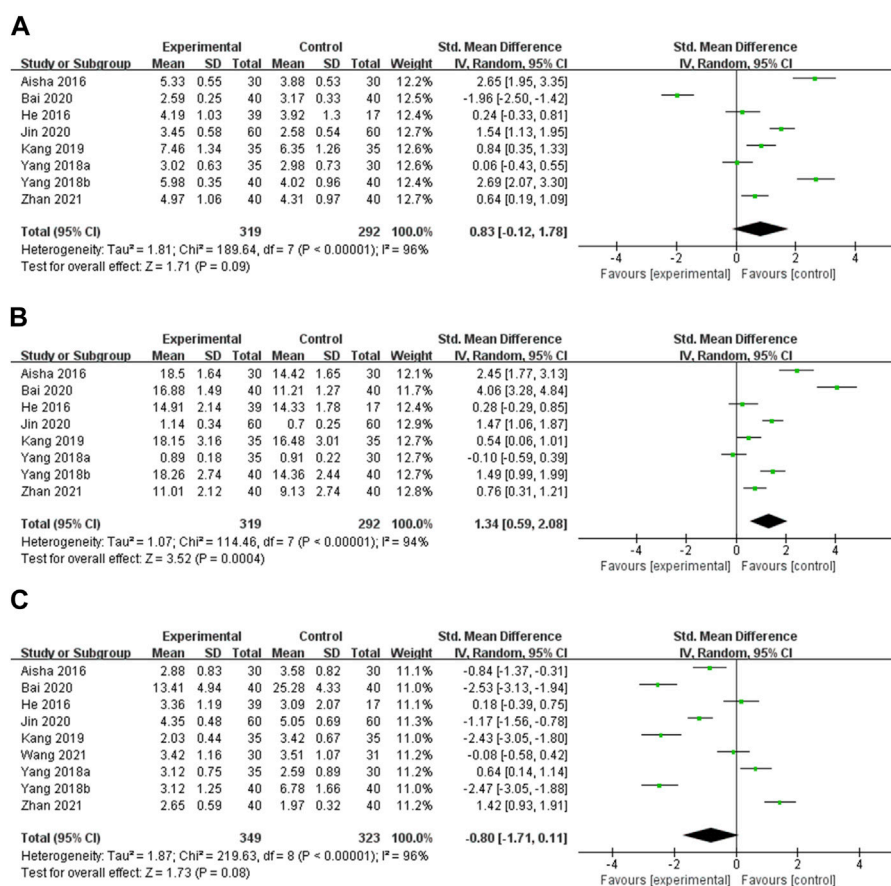 A
Experimental Control Std. Mean Difference Std. Mean Difference
Study or Subgroup Mean SD Total Mean SD Total Weight IV, Random, 95% CI IV, Random, 95% CI
Aisha 2016 5.33 0.55 30 3.88 0.53 30 12.2% 2.65 [1.95, 3.35]
Bai 2020 2.59 0.25 40 3.17 0.33 40 12.5% -1.96 [-2.50, -1.42]
He 2016 4.19 1.03 39 3.92 1.3 17 12.4% 0.24 [-0.33, 0.81]
Jin 2020 3.45 0.58 60 2.58 0.54 60 12.7% 1.54 [1.13, 1.95]
Kang 2019 7.46 1.34 35 6.35 1.26 35 12.6% 0.84 [0.35, 1.33]
Yang 2018a 3.02 0.63 35 2.98 0.73 30 12.6% 0.06 [-0.43, 0.55]
Yang 2018b 5.98 0.35 40 4.02 0.96 40 12.4% 2.69 [2.07, 3.30]
Zhan 2021 4.97 1.06 40 4.31 0.97 40 12.7% 0.64 [0.19, 1.09]
Total (95% CI) 319 292 100.0% 0.83 [-0.12, 1.78]
Heterogeneity: Tau² = 1.81; Chi² = 189.64, df = 7 (P < 0.00001); I² = 96%
Test for overall effect: Z = 1.71 (P = 0.09)
-4 -2 0 2 4
Favours [experimental] Favours [control]
B
Experimental Control Std. Mean Difference Std. Mean Difference
Study or Subgroup Mean SD Total Mean SD Total Weight IV, Random, 95% CI IV, Random, 95% CI
Aisha 2016 18.5 1.64 30 14.42 1.65 30 12.1% 2.45 [1.77, 3.13]
Bai 2020 16.88 1.49 40 11.21 1.27 40 11.7% 4.06 [3.28, 4.84]
He 2016 14.91 2.14 39 14.33 1.78 17 12.4% 0.28 [-0.29, 0.85]
Jin 2020 1.14 0.34 60 0.7 0.25 60 12.9% 1.47 [1.06, 1.87]
Kang 2019 18.15 3.16 35 16.48 3.01 35 12.7% 0.54 [0.06, 1.01]
Yang 2018a 0.89 0.18 35 0.91 0.22 30 12.7% -0.10 [-0.59, 0.39]
Yang 2018b 18.26 2.74 40 14.36 2.44 40 12.7% 1.49 [0.99, 1.99]
Zhan 2021 11.01 2.12 40 9.13 2.74 40 12.8% 0.76 [0.31, 1.21]
Total (95% CI) 319 292 100.0% 1.34 [0.59, 2.08]
Heterogeneity: Tau² = 1.07; Chi² = 114.46, df = 7 (P < 0.00001); I² = 94%
Test for overall effect: Z = 3.52 (P = 0.0004)
-4 -2 0 2 4
Favours [experimental] Favours [control]
C
Experimental Control Std. Mean Difference Std. Mean Difference
Study or Subgroup Mean SD Total Mean SD Total Weight IV, Random, 95% CI IV, Random, 95% CI
Aisha 2016 2.88 0.83 30 3.58 0.82 30 11.1% -0.84 [-1.37, -0.31]
Bai 2020 13.41 4.94 40 25.28 4.33 40 11.0% -2.53 [-3.13, -1.94]
He 2016 3.36 1.19 39 3.09 2.07 17 11.0% 0.18 [-0.39, 0.75]
Jin 2020 4.35 0.48 60 5.05 0.69 60 11.3% -1.17 [-1.56, -0.78]
Kang 2019 2.03 0.44 35 3.42 0.67 35 11.0% -2.43 [-3.05, -1.80]
Wang 2021 3.42 1.16 30 3.51 1.07 31 11.1% -0.08 [-0.58, 0.42]
Yang 2018a 3.12 0.75 35 2.59 0.89 30 11.1% 0.64 [0.14, 1.14]
Yang 2018b 3.12 1.25 40 6.78 1.66 40 11.0% -2.47 [-3.05, -1.88]
Zhan 2021 2.65 0.59 40 1.97 0.32 40 11.2% 1.42 [0.93, 1.91]
Total (95% CI) 349 323 100.0% -0.80 [-1.71, 0.11]
Heterogeneity: Tau² = 1.87; Chi² = 219.63, df = 8 (P < 0.00001); I² = 96%
Test for overall effect: Z = 1.73 (P = 0.08)
-4 -2 0 2 4
Favours [experimental] Favours [control]